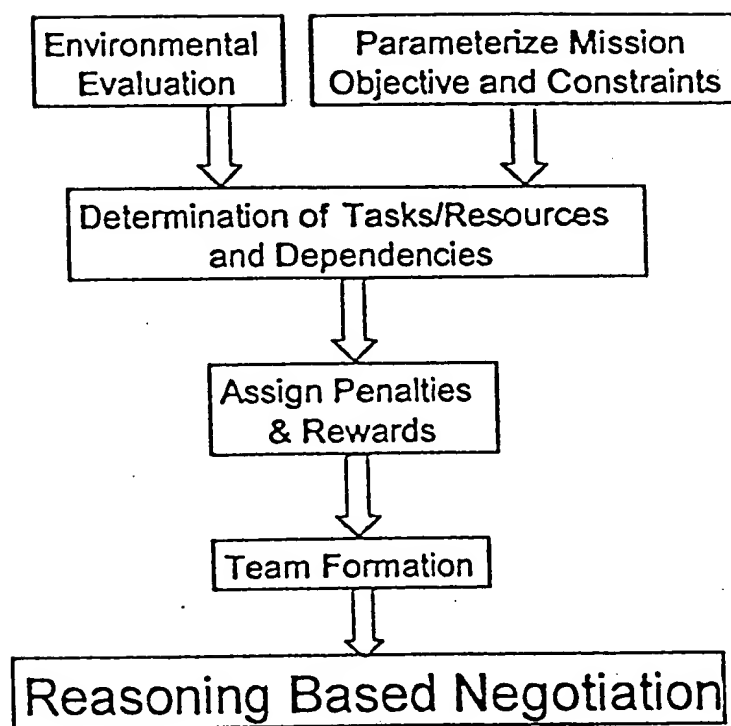 Environmental
Evaluation
Parameterize Mission
Objective and Constraints
Determination of Tasks/Resources
and Dependencies
Assign Penalties
& Rewards
Team Formation
Reasoning Based Negotiation